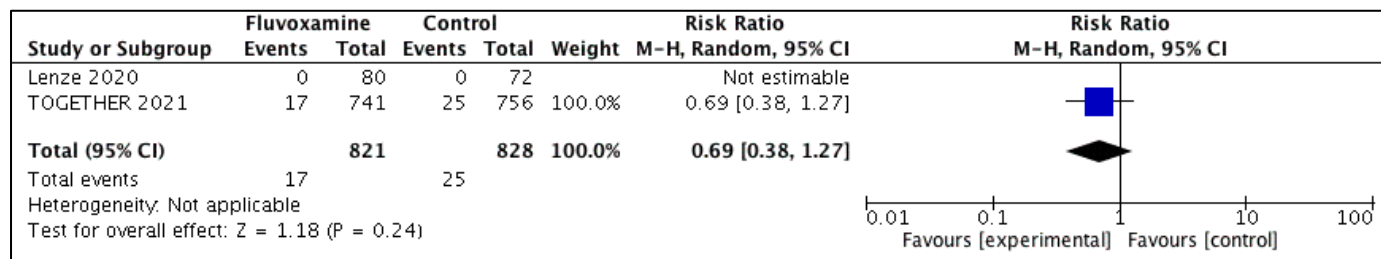 Fluvoxamine Control Risk Ratio Risk Ratio
Study or Subgroup Events Total Events Total Weight M-H, Random, 95% CI M-H, Random, 95% CI
Lenze 2020 0 80 0 72 Not estimable
TOGETHER 2021 17 741 25 756 100.0% 0.69 [0.38, 1.27]
Total (95% CI) 821 828 100.0% 0.69 [0.38, 1.27]
Total events 17 25
Heterogeneity: Not applicable
Test for overall effect: Z = 1.18 (P = 0.24)
0.01 0.1 1 10 100
Favours [experimental] Favours [control]